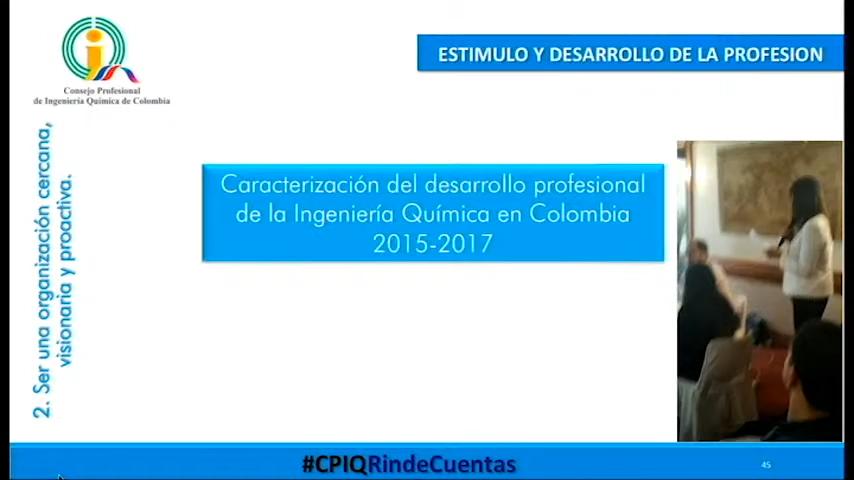 Consejo Profesional
de Ingeniería Química de Colombia
ESTIMULO Y DESARROLLO DE LA PROFESION
2. Ser una organización cercana,
visionaria y proactiva.
Caracterización del desarrollo profesional
de la Ingeniería Química en Colombia
2015-2017
#CPIQRindeCuentas
45